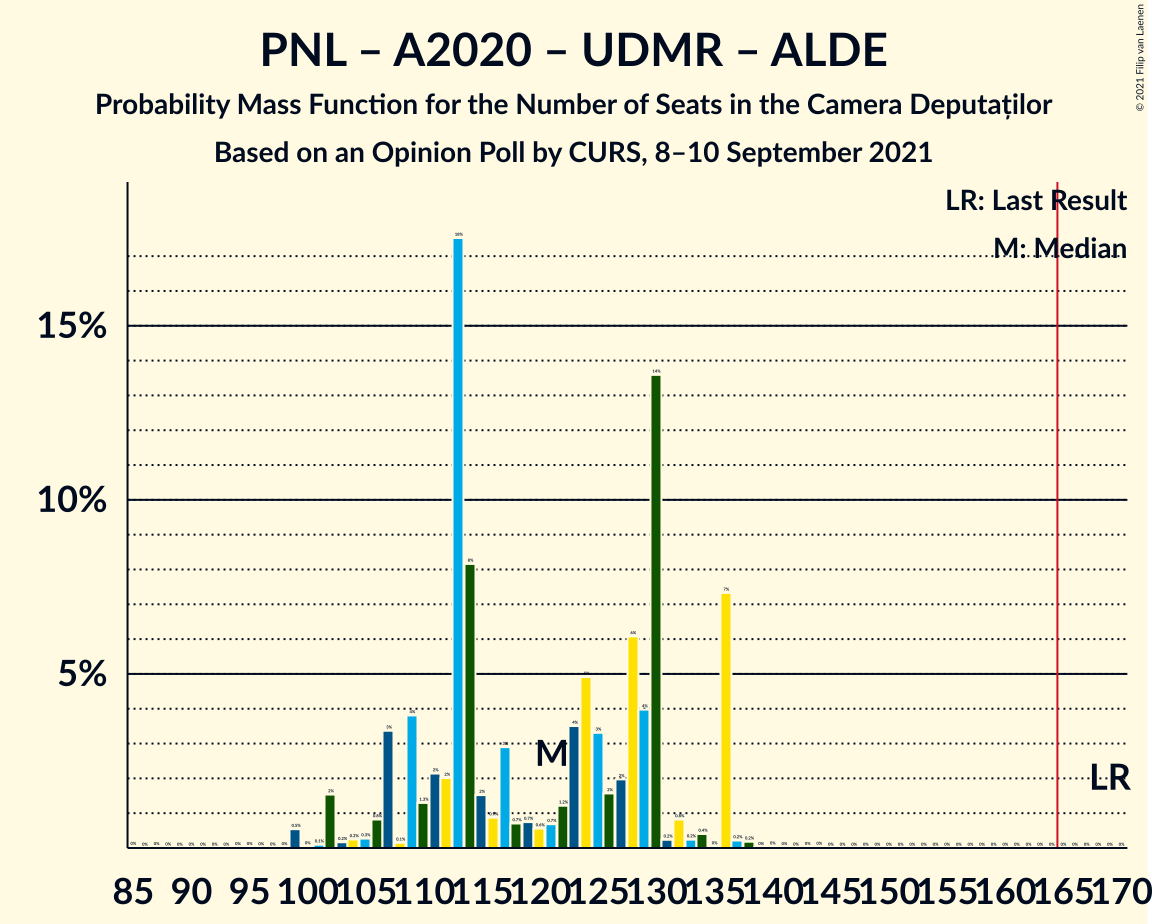 PNL – A2020 – UDMR – ALDE
Probability Mass Function for the Number of Seats in the Camera Deputaților
Based on an Opinion Poll by CURS, 8–10 September 2021
© 2021 Filip van Laenen
LR: Last Result
M: Median
15%
10%
5%
M
LR
85 90 95 100 105 110 115 120 125 130 135 140 145 150 155 160 165 170